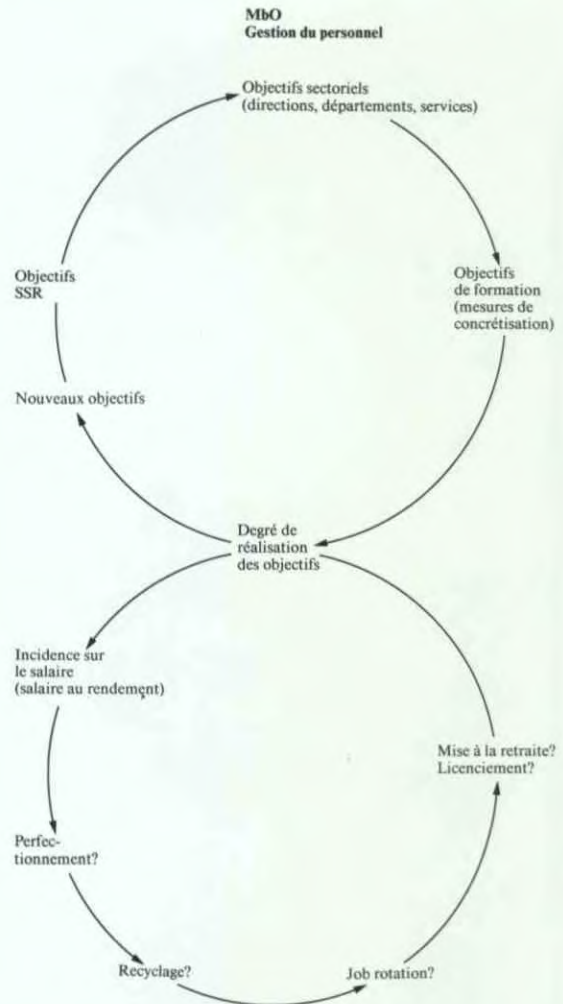 MbO
Gestion du personnel
Objectifs sectoriels
(directions, départements, services)
Objectifs
SSR
Objectifs
de formation
(mesures de
concrétisation)
Nouveaux objectifs
Degré de
réalisation
des objectifs
Incidence sur
le salaire
(salaire au rendement)
Mise à la retraite?
Licenciement?
Perfec-
tionnement?
Recyclage?
Job rotation?